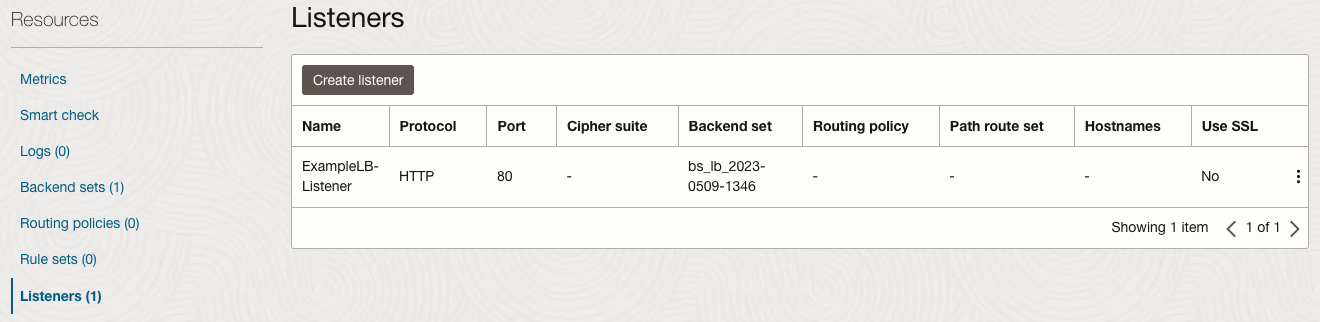 Resources
Metrics
Smart check
Logs (0)
Backend sets (1)
Routing policies (0)
Rule sets (0)
Listeners (1)
Listeners
Create listener
Name Protocol Port Cipher suite Backend set Routing policy Path route set Hostnames Use SSL
ExampleLB-
Listener HTTP 80 - bs_lb_2023-
0509-1346 - - - No
Showing 1 item 1 of 1